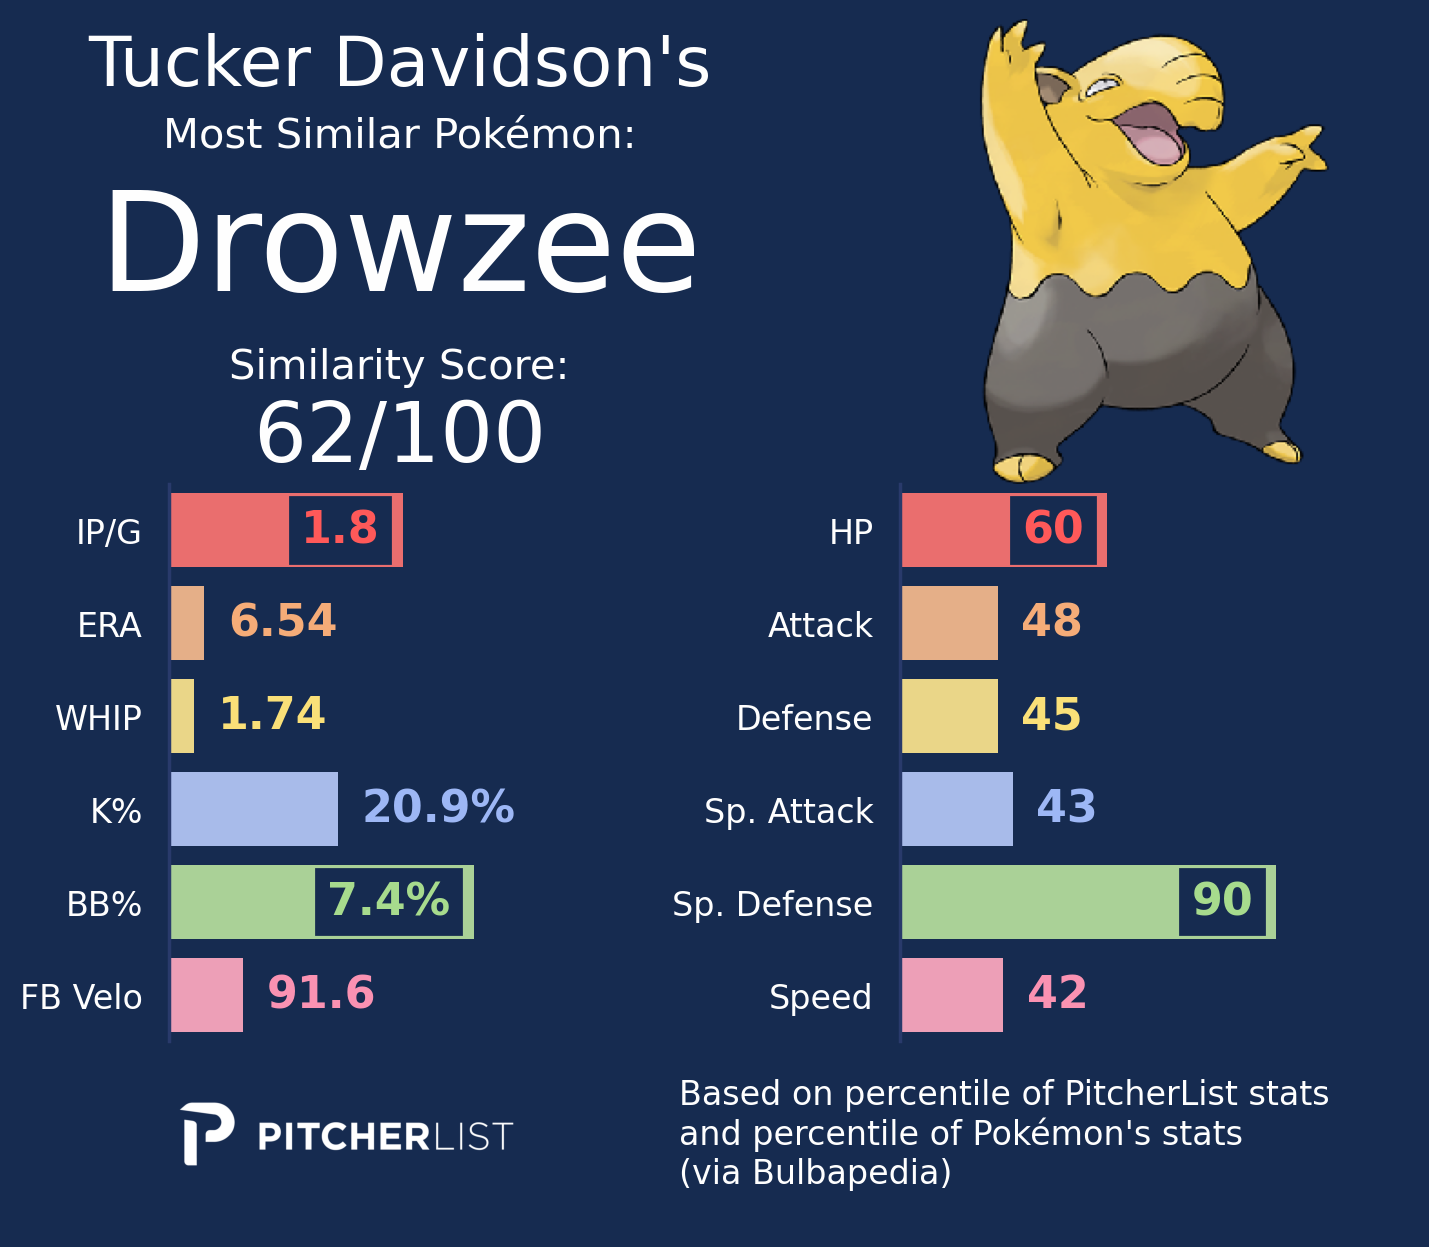 Tucker Davidson's
Most Similar Pokémon:
Drowzee
Similarity Score:
62/100
IP/G 1.8
ERA 6.54
WHIP 1.74
K% 20.9%
BB% 7.4%
FB Velo 91.6
HP 60
Attack 48
Defense 45
Sp. Attack 43
Sp. Defense 90
Speed 42
PITCHERLIST
Based on percentile of PitcherList stats
and percentile of Pokémon's stats
(via Bulbapedia)